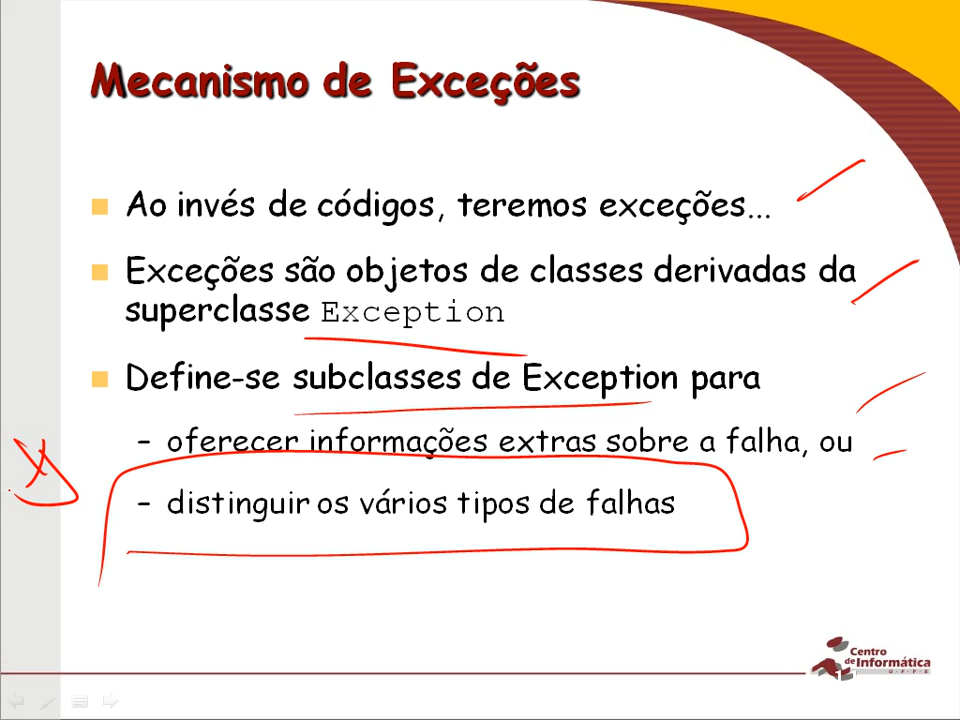 Mecanismo de Exceções
Ao invés de códigos, teremos exceções...
Exceções são objetos de classes derivadas da
superclasse Exception
Define-se subclasses de Exception para
– oferecer informações extras sobre a falha, ou
– distinguir os vários tipos de falhas
Centro
de Informática
UFPE